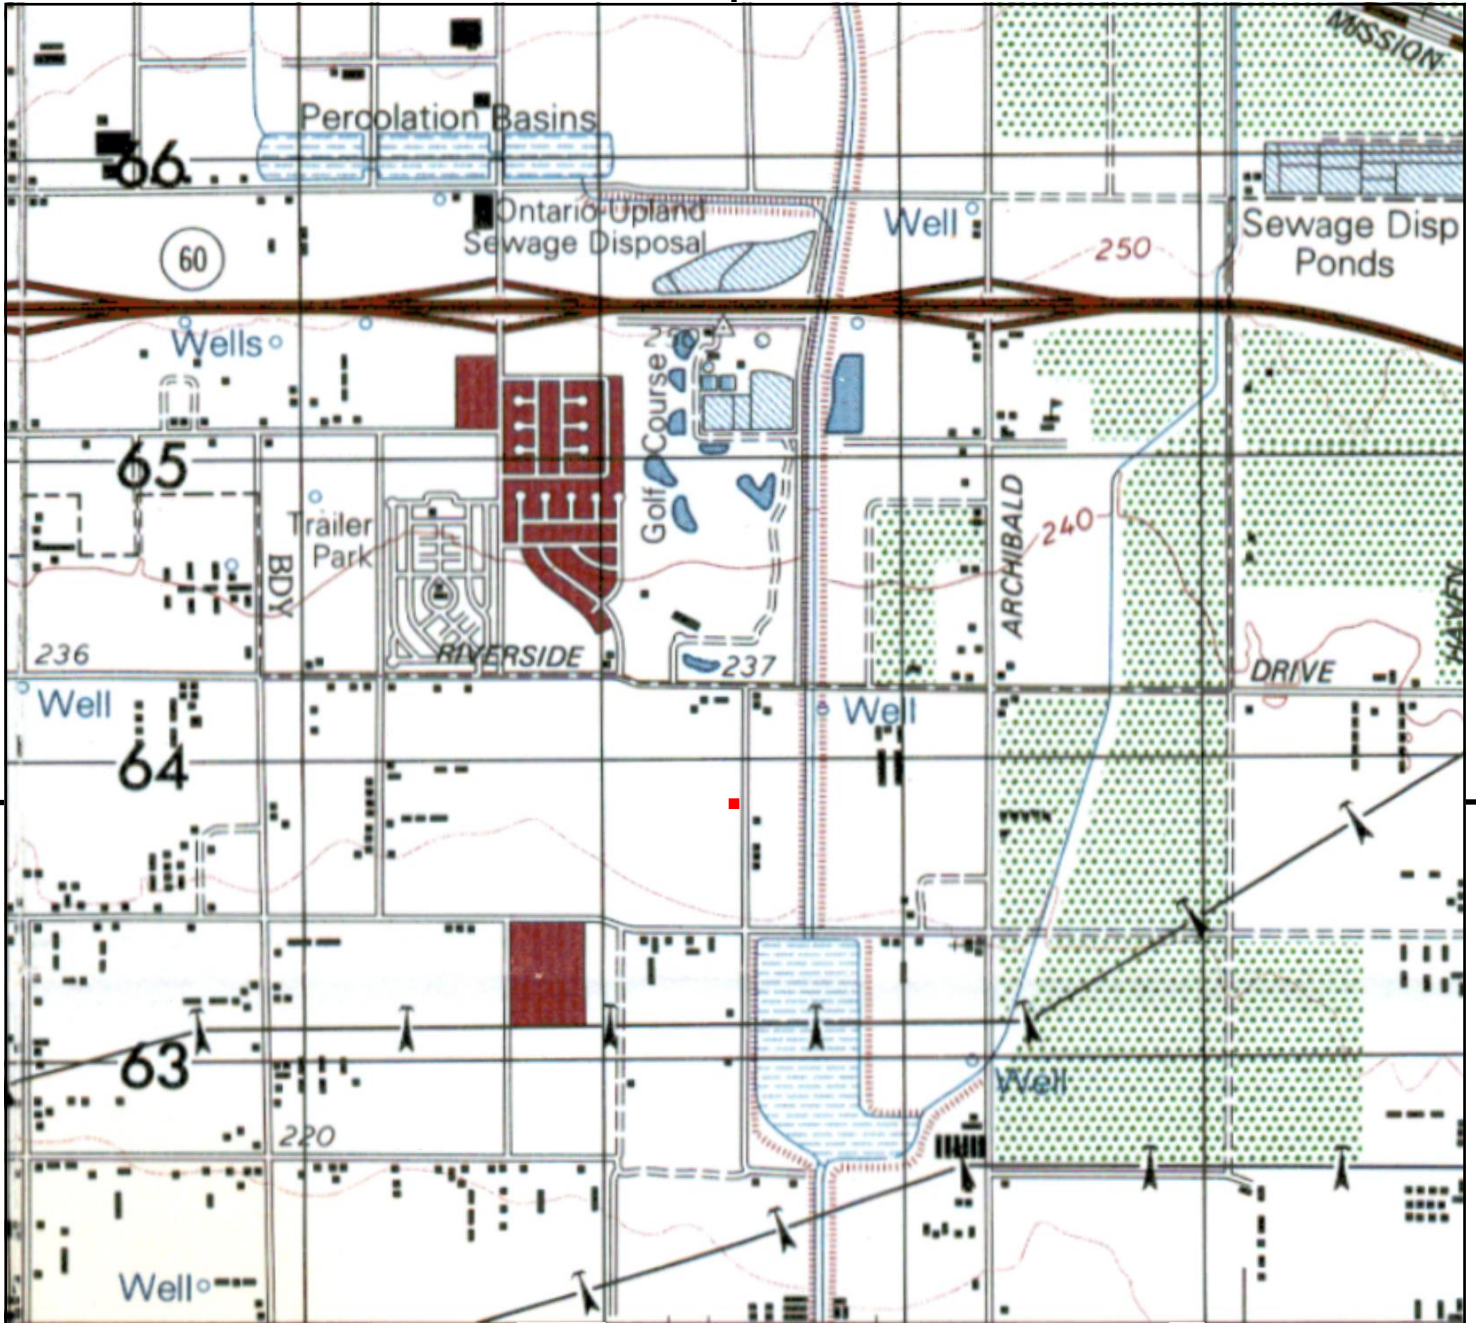 MISSION
Percolation Basins
66
Ontario-Upland
Sewage Disposal
Well
250
Sewage Disp
Ponds
60
Wells
Golf Course
65
Trailer
Park
BDY
ARCHIBALD
240
HAVEN
236
RIVERSIDE
237
DRIVE
Well
Well
64
63
Well
220
Well